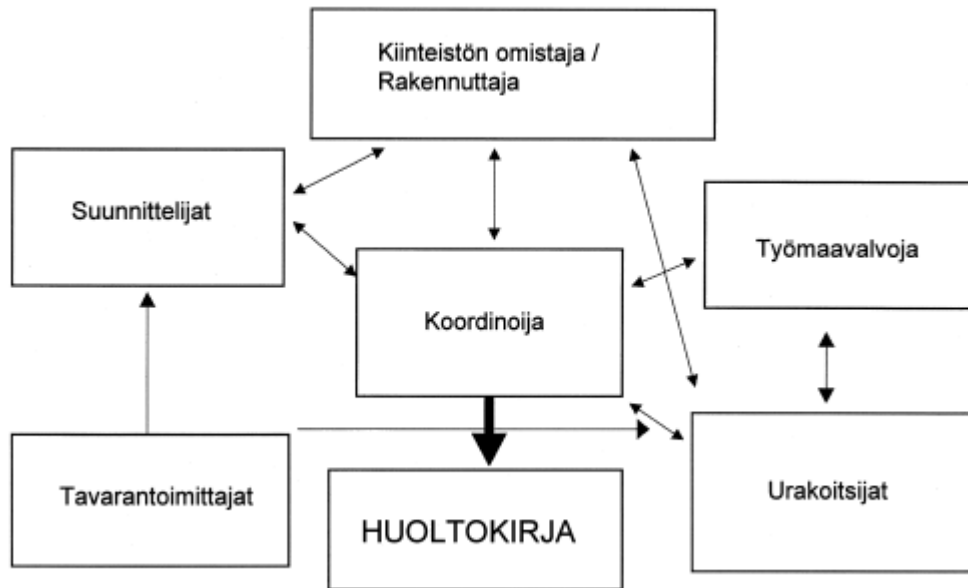 Kiinteistön omistaja /
Rakennuttaja
Suunnittelijat
Työmaavalvoja
Koordinoija
Tavarantoimittajat
Urakoitsijat
HUOLTOKIRJA